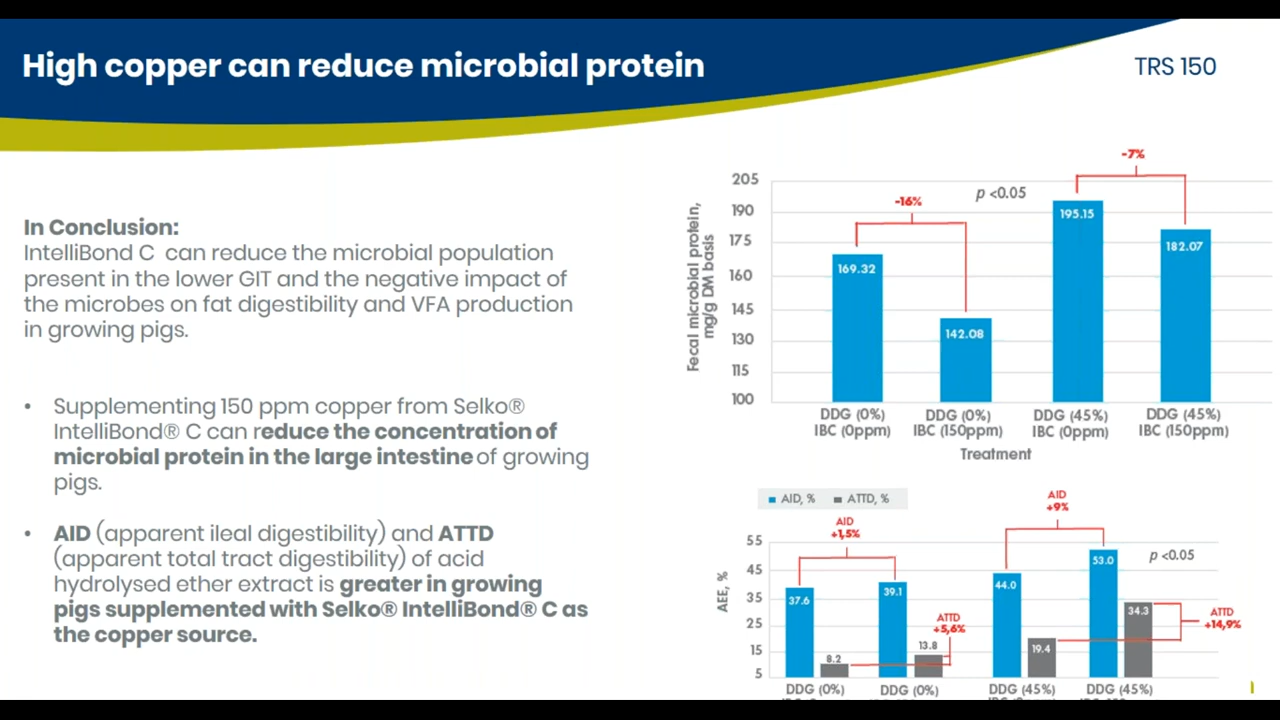 High copper can reduce microbial protein
TRS 150
In Conclusion:
IntelliBond C can reduce the microbial population
present in the lower GIT and the negative impact of
the microbes on fat digestibility and VFA production
in growing pigs.
• Supplementing 150 ppm copper from Selko®
IntelliBond® C can reduce the concentration of
microbial protein in the large intestine of growing
pigs.
• AID (apparent ileal digestibility) and ATTD
(apparent total tract digestibility) of acid
hydrolysed ether extract is greater in growing
pigs supplemented with Selko® IntelliBond® C as
the copper source.
Fecal microbial protein,
mg/g DM basis
205
190
175
160
145
130
115
100
-16%
p <0.05
-7%
169.32
142.08
195.15
182.07
DDG (0%)
IBC (0ppm)
DDG (0%)
IBC (150ppm)
DDG (45%)
IBC (0ppm)
DDG (45%)
IBC (150ppm)
Treatment
AID, %
ATTD, %
AEE, %
55
45
35
25
15
5
AID
+1,5%
AID
+9%
p <0.05
ATTD
+5,6%
ATTD
+14,9%
37.6
8.2
39.1
13.8
44.0
19.4
53.0
34.3
DDG (0%)
DDG (0%)
DDG (45%)
DDG (45%)